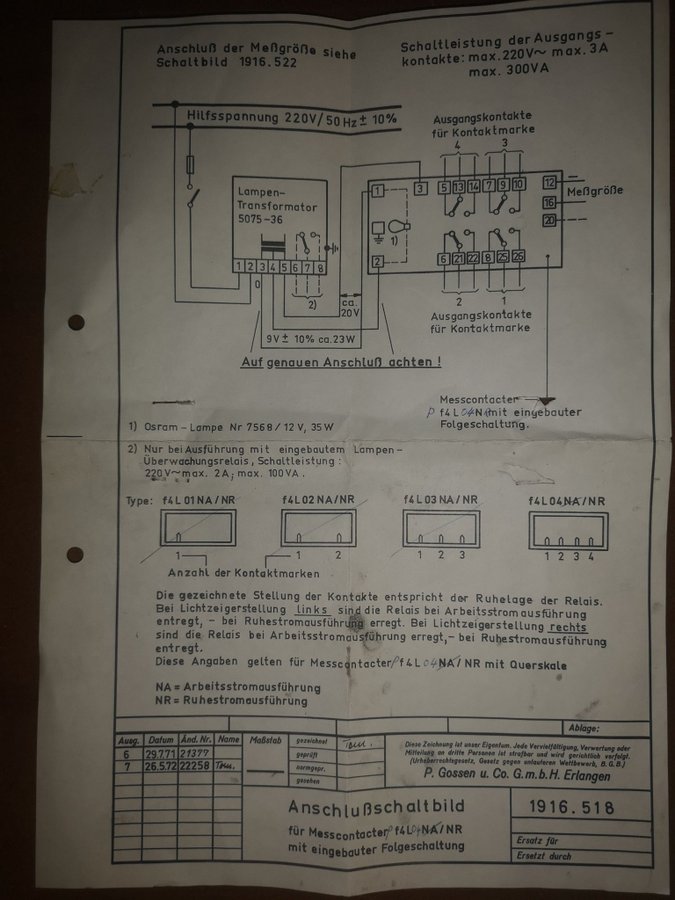 Anschluß der Meßgröße siehe
Schaltbild 1916.522
Schaltleistung der Ausgangs-
kontakte: max. 220V~ max. 3A
max. 300VA
Hilfsspannung 220V/50Hz ± 10%
Ausgangskontakte
für Kontaktmarke
4 3
Lampen-
Transformator
5075-36
1 2 3 4 5 6 7 8
0
2)
1
2
1)
3
5 13 14 7 9 10
12
16
20
Meßgröße
6 21 22 8 25 26
2 1
Ausgangskontakte
für Kontaktmarke
ca.
20V
9V ± 10% ca. 23W
Auf genauen Anschluß achten !
Messcontacter
P f4L04NA mit eingebauter
Folgeschaltung.
1) Osram - Lampe Nr 7568 / 12 V, 35 W
2) Nur bei Ausführung mit eingebautem Lampen-
Überwachungsrelais, Schaltleistung :
220V~max. 2A; max. 100VA.
Type: f4L01NA/NR f4L02NA/NR f4L03NA/NR f4L04NA/NR
1 1 2 1 2 3 1 2 3 4
Anzahl der Kontaktmarken
Die gezeichnete Stellung der Kontakte entspricht der Ruhelage der Relais.
Bei Lichtzeigerstellung links sind die Relais bei Arbeitsstromausführung
entregt, - bei Ruhestromausführung erregt. Bei Lichtzeigerstellung rechts
sind die Relais bei Arbeitsstromausführung erregt,- bei Ruhestromausführung
entregt.
Diese Angaben gelten für Messcontacter P f4L04NA/NR mit Querskale
NA = Arbeitsstromausführung
NR = Ruhestromausführung
Ablage:
Ausg. Datum Änd. Nr. Name
6 29.7.71 21377
7 26.5.72 22258
Maßstab
gezeichnet
geprüft
normgepr.
gesehen
Diese Zeichnung ist unser Eigentum. Jede Vervielfältigung, Verwertung oder
Mitteilung an dritte Personen ist strafbar und wird gerichtlich verfolgt.
(Urheberrechtsgesetz, Gesetz gegen unlauteren Wettbewerb, B.G.B.)
P. Gossen u. Co. G.m.b.H. Erlangen
Anschlußschaltbild
für Messcontacter P f4L04NA/NR
mit eingebauter Folgeschaltung
1916.518
Ersatz für
Ersetzt durch